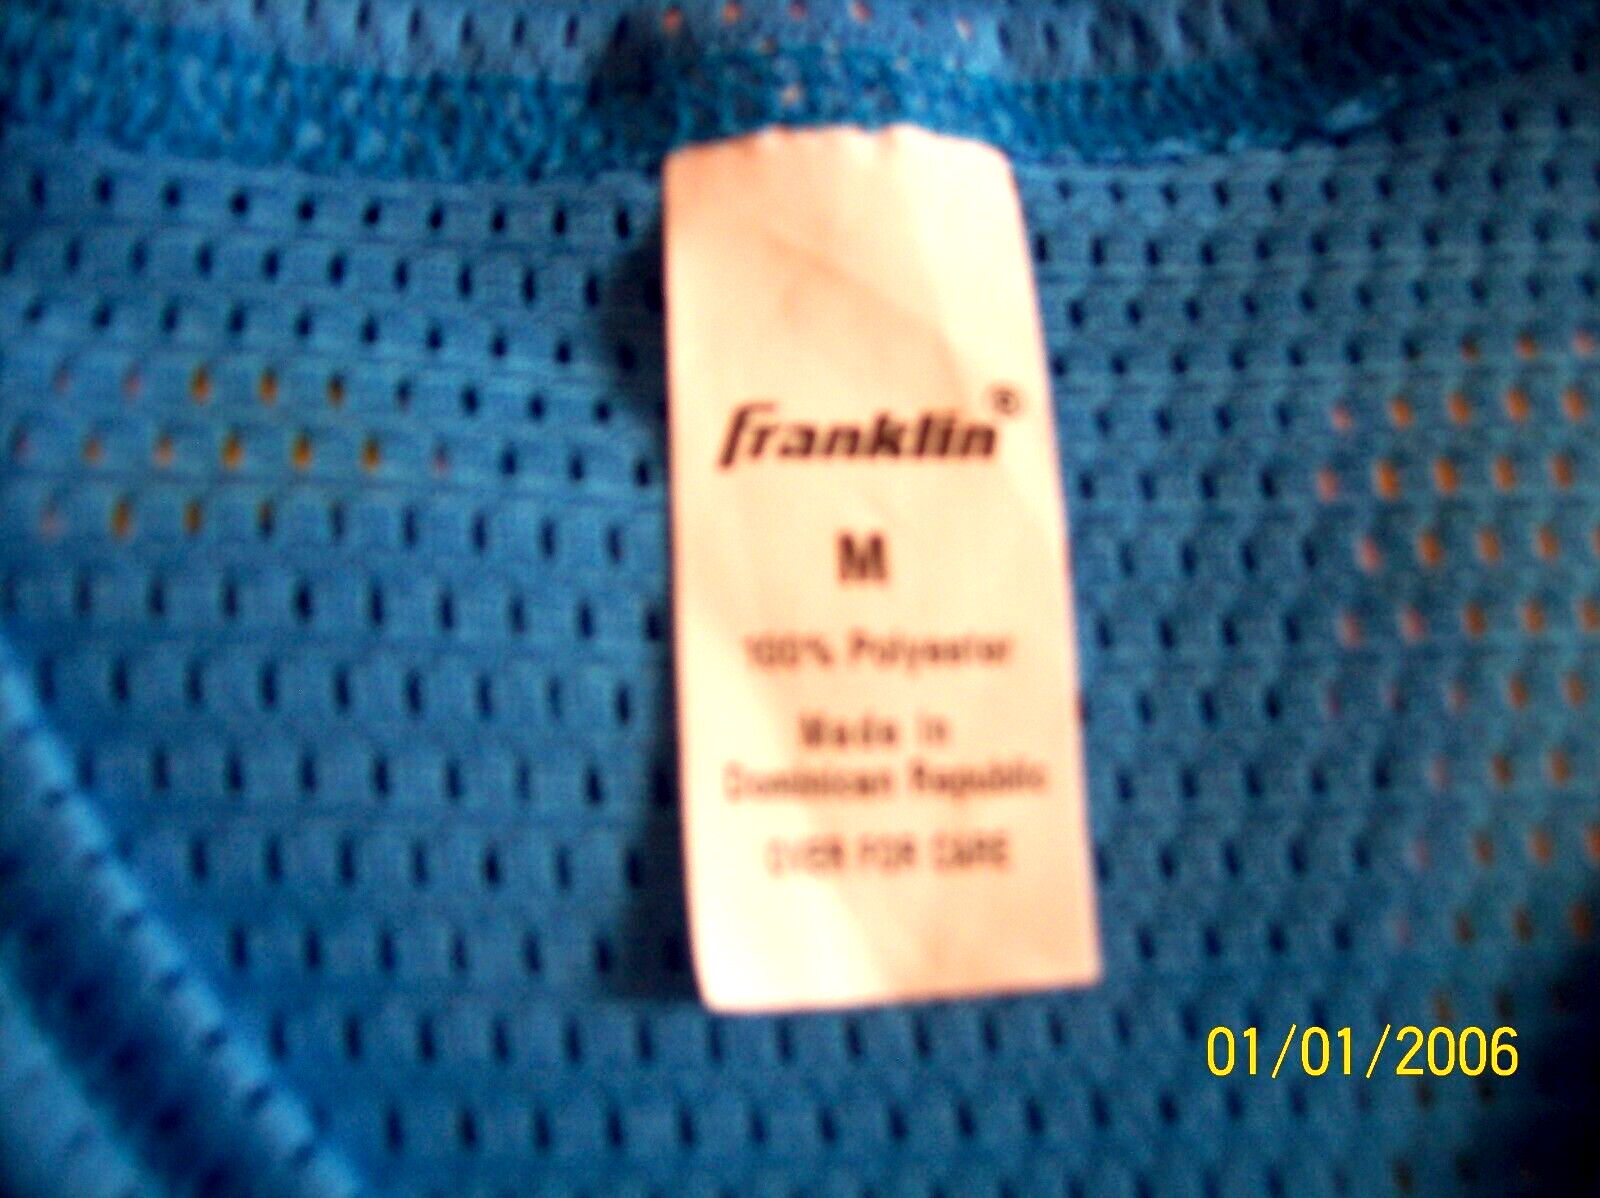 franklin®
M
100% Polyester
Made in
Dominican Republic
OVER FOR CARE
01/01/2006